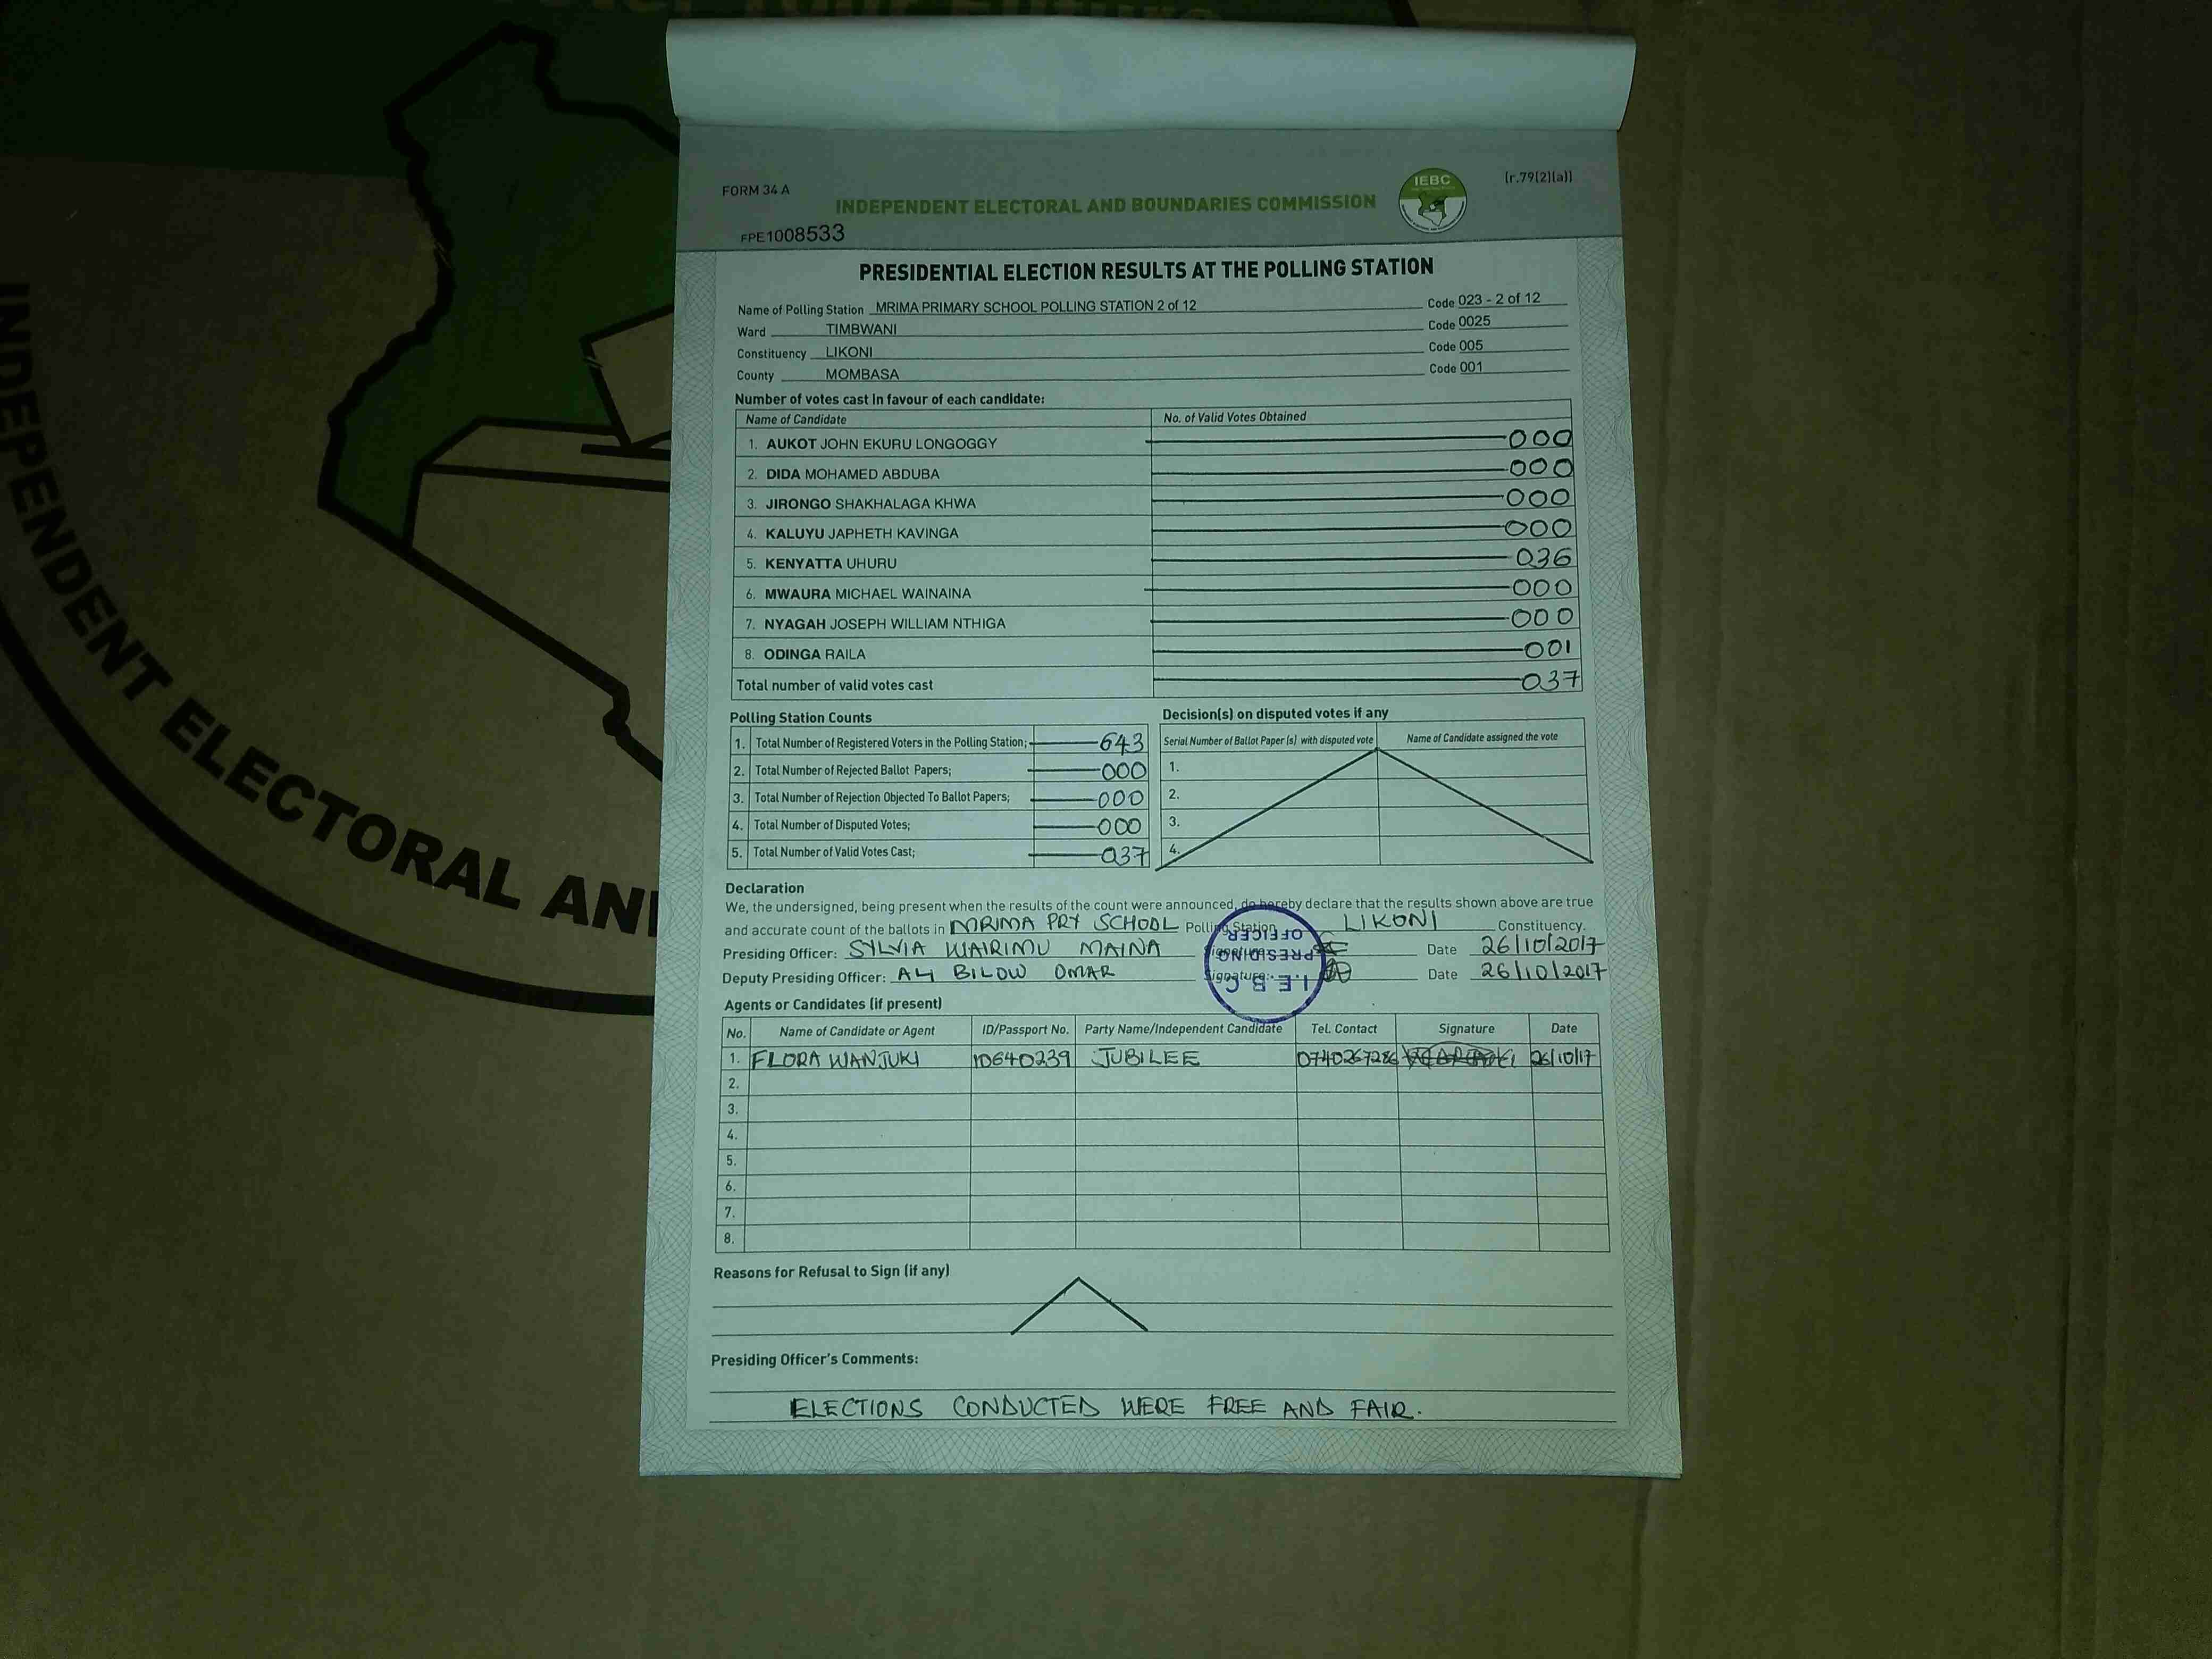 INDEPENDENT ELECTORAL AN
FORM 34 A
INDEPENDENT ELECTORAL AND BOUNDARIES COMMISSION
IEBC
[r.79(2)(a)]
FPE1008533
PRESIDENTIAL ELECTION RESULTS AT THE POLLING STATION
Name of Polling Station MRIMA PRIMARY SCHOOL POLLING STATION 2 of 12 Code 023 - 2 of 12
Ward TIMBWANI Code 0025
Constituency LIKONI Code 005
County MOMBASA Code 001
Number of votes cast in favour of each candidate:
Name of Candidate No. of Valid Votes Obtained
1. AUKOT JOHN EKURU LONGOGGY 000
2. DIDA MOHAMED ABDUBA 000
3. JIRONGO SHAKHALAGA KHWA 000
4. KALUYU JAPHETH KAVINGA 000
5. KENYATTA UHURU 036
6. MWAURA MICHAEL WAINAINA 000
7. NYAGAH JOSEPH WILLIAM NTHIGA 000
8. ODINGA RAILA 001
Total number of valid votes cast 037
Polling Station Counts
1. Total Number of Registered Voters in the Polling Station; 643
2. Total Number of Rejected Ballot Papers; 000
3. Total Number of Rejection Objected To Ballot Papers; 000
4. Total Number of Disputed Votes; 000
5. Total Number of Valid Votes Cast; 037
Decision(s) on disputed votes if any
Serial Number of Ballot Paper (s) with disputed vote Name of Candidate assigned the vote
1.
2.
3.
4.
Declaration
We, the undersigned, being present when the results of the count were announced, do hereby declare that the results shown above are true
and accurate count of the ballots in MRIMA PRY SCHOOL Polling Station LIKONI Constituency.
Presiding Officer: SYLVIA WAIRIMU MAINA Signature: Date 26/10/2017
Deputy Presiding Officer: ALI BILOW OMAR Signature: Date 26/10/2017
I.E.B.C
PRESIDING
OFFICER
Agents or Candidates (if present)
No. Name of Candidate or Agent ID/Passport No. Party Name/Independent Candidate Tel. Contact Signature Date
1. FLORA WANJUKI 10640239 JUBILEE 0740267286 26/10/17
2.
3.
4.
5.
6.
7.
8.
Reasons for Refusal to Sign (if any)
Presiding Officer's Comments:
ELECTIONS CONDUCTED WERE FREE AND FAIR.